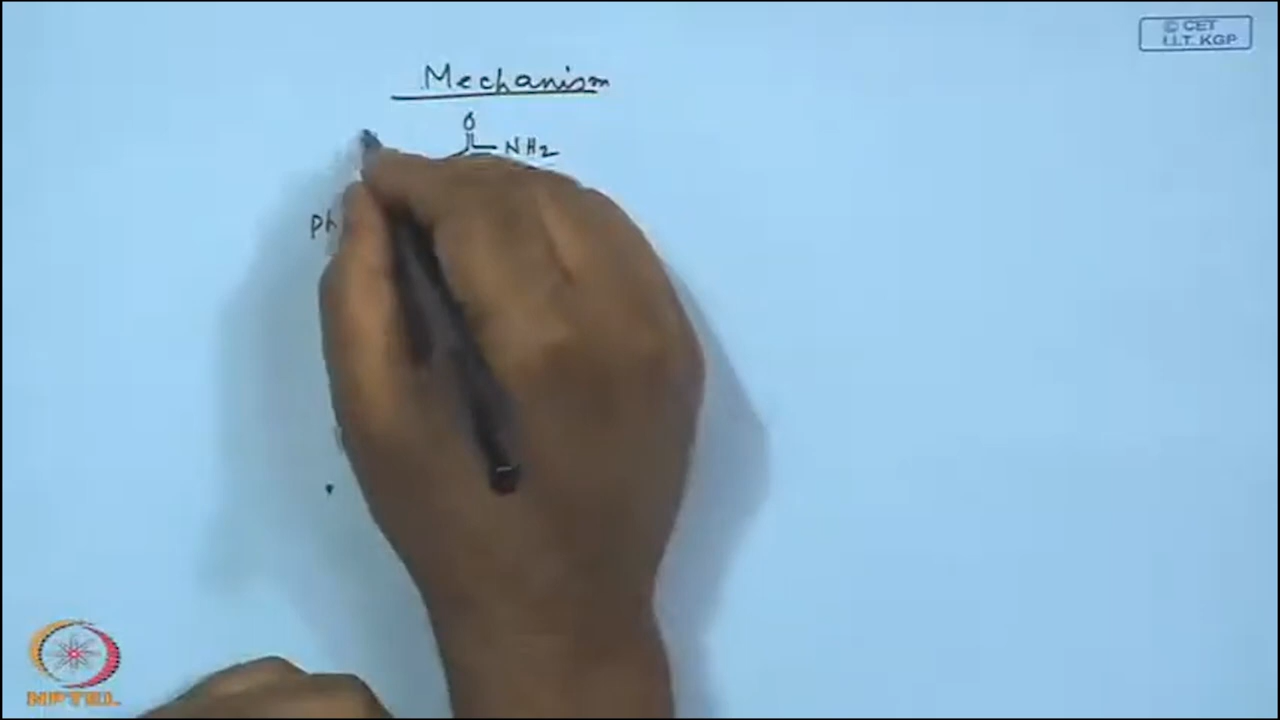 © CET
I.I.T. KGP
Mechanism
O
NH2
Ph
NPTEL